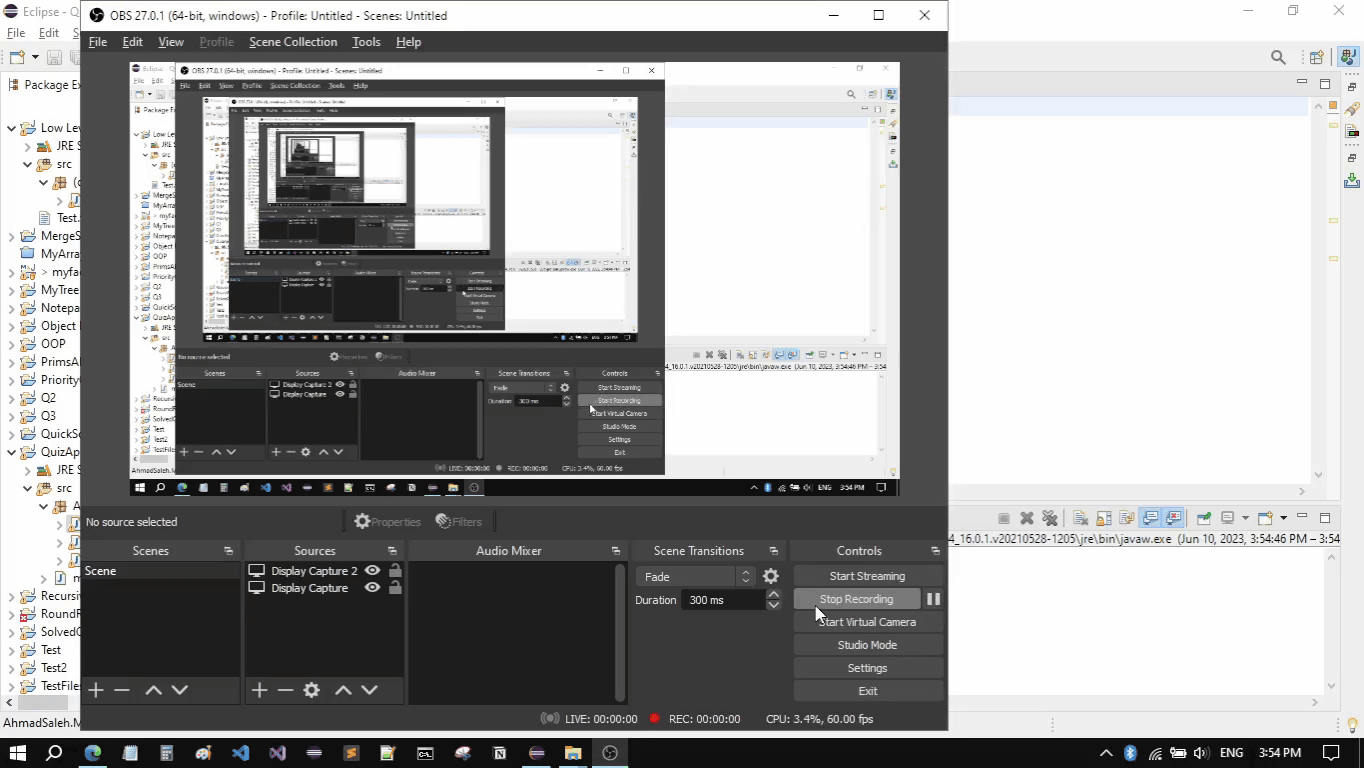 Eclipse - Q
OBS 27.0.1 (64-bit, windows) - Profile: Untitled - Scenes: Untitled
File Edit
File Edit View Profile Scene Collection Tools Help
Package Ex
Low Lev
JRE S
src
(d
Test.
MergeS
MyArra
> myfac
MyTree
Notepa
Object
OOP
PrimsAl
Priority
Q2
Q3
QuickSo
QuizAp
JRE S
src
A
m
Recursiv
RoundR
SolvedQ
Test
Test2
TestFiles
AhmadSaleh.M
OBS 27.0.1 (64-bit, windows) - Profile: Untitled - Scenes: Untitled
File Edit View Profile Scene Collection Tools Help
No source selected
Scenes Sources Audio Mixer Scene Transitions Controls
Scene
Display Capture 2
Display Capture
Fade
Duration: 300 ms
Start Streaming
Start Recording
Start Virtual Camera
Studio Mode
Settings
Exit
LIVE: 00:00:00 REC: 00:00:00 CPU: 3.4%, 60.00 fps
_16.0.1.v20210528-1205\jre\bin\javaw.exe (Jun 10, 2023, 3:54:46 PM – 3:54
ENG 3:54 PM
No source selected
Properties Filters
Scenes Sources Audio Mixer Scene Transitions Controls
Scene
Display Capture 2
Display Capture
Fade
Duration 300 ms
Start Streaming
Stop Recording
Start Virtual Camera
Studio Mode
Settings
Exit
LIVE: 00:00:00 REC: 00:00:00 CPU: 3.4%, 60.00 fps
4_16.0.1.v20210528-1205\jre\bin\javaw.exe (Jun 10, 2023, 3:54:46 PM – 3:54
ENG 3:54 PM